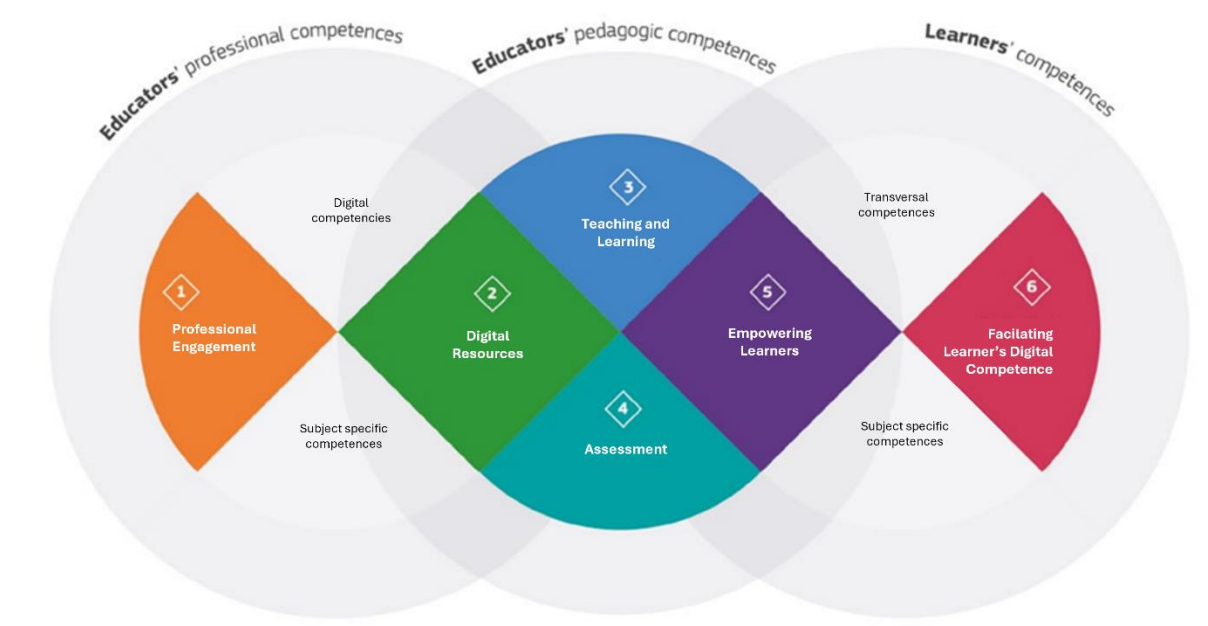 Educators' professional competences
Educators' pedagogic competences
Learners' competences
Digital
competencies
Transversal
competences
1
Professional
Engagement
2
Digital
Resources
3
Teaching and
Learning
4
Assessment
5
Empowering
Learners
6
Facilating
Learner's Digital
Competence
Subject specific
competences
Subject specific
competences